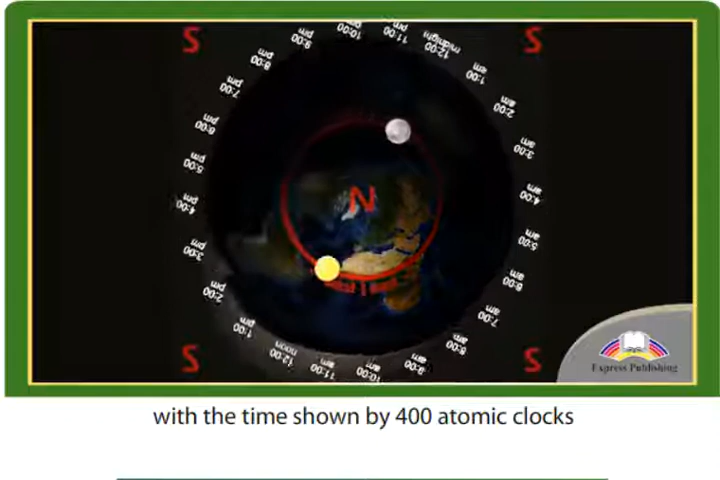 S
S
10:00 pm
11:00 pm
12:00 midnight
1:00 am
2:00 am
3:00 am
4:00 am
5:00 am
6:00 am
7:00 am
8:00 am
9:00 am
10:00 am
11:00 am
12:00 noon
1:00 pm
2:00 pm
3:00 pm
4:00 pm
5:00 pm
6:00 pm
7:00 pm
8:00 pm
9:00 pm
N
S
S
Express Publishing
with the time shown by 400 atomic clocks